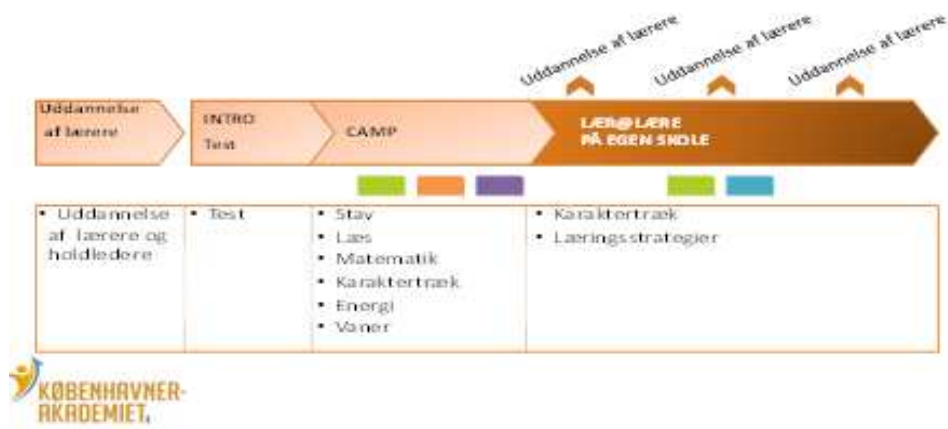 Uddannelse af lærere
Uddannelse af lærere
Uddannelse af lærere
Uddannelse
af lærere
INTRO
Test
CAMP
LÆR@LÆRE
PÅ EGEN SKOLE
• Uddannelse
af lærere og
holdledere
• Test
• Stav
• Læs
• Matematik
• Karaktertræk
• Energi
• Vaner
• Karaktertræk
• Læringsstrategier
KØBENHAVNER-
AKADEMIET